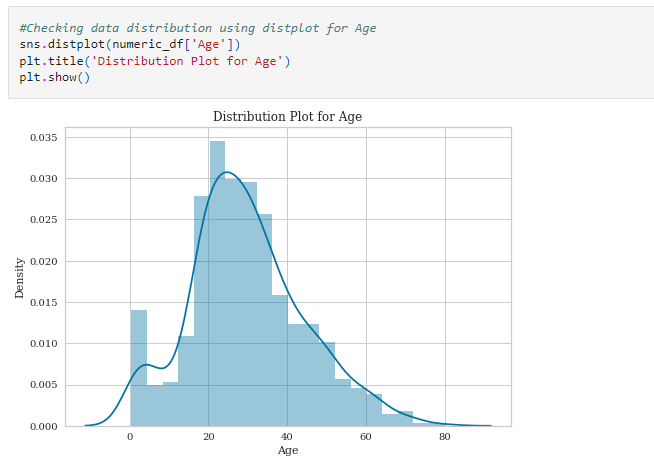 #Checking data distribution using distplot for Age
sns.distplot(numeric_df['Age'])
plt.title('Distribution Plot for Age')
plt.show()
Distribution Plot for Age
0.035
0.030
0.025
0.020
0.015
0.010
0.005
0.000
Density
0 20 40 60 80
Age